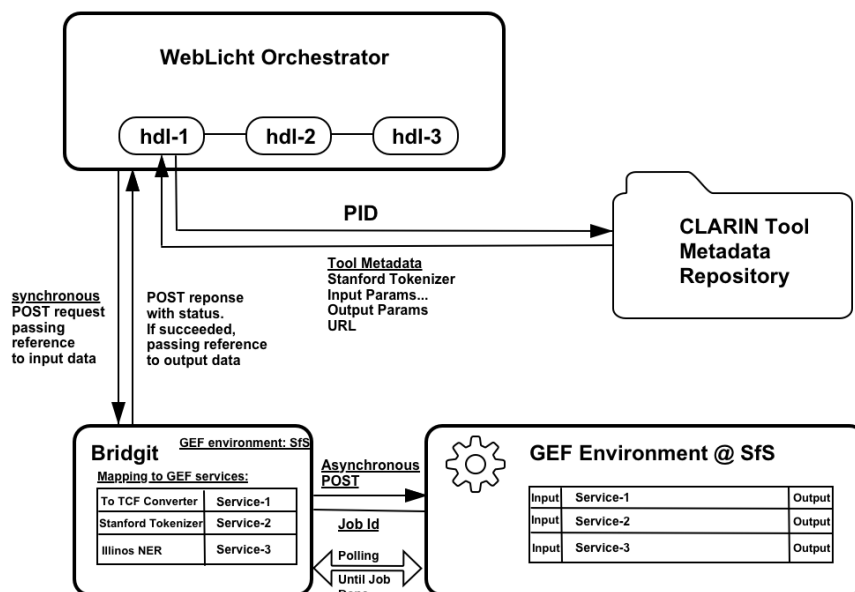 WebLicht Orchestrator
hdl-1
hdl-2
hdl-3
PID
CLARIN Tool
Metadata
Repository
Tool Metadata
Stanford Tokenizer
Input Params...
Output Params
URL
synchronous
POST request
passing
reference
to input data
POST reponse
with status.
If succeeded,
passing reference
to output data
Bridgit
GEF environment: SfS
Mapping to GEF services:
To TCF Converter Service-1
Stanford Tokenizer Service-2
Illinos NER Service-3
Asynchronous
POST
Job Id
Polling
Until Job
GEF Environment @ SfS
Input Service-1 Output
Input Service-2 Output
Input Service-3 Output